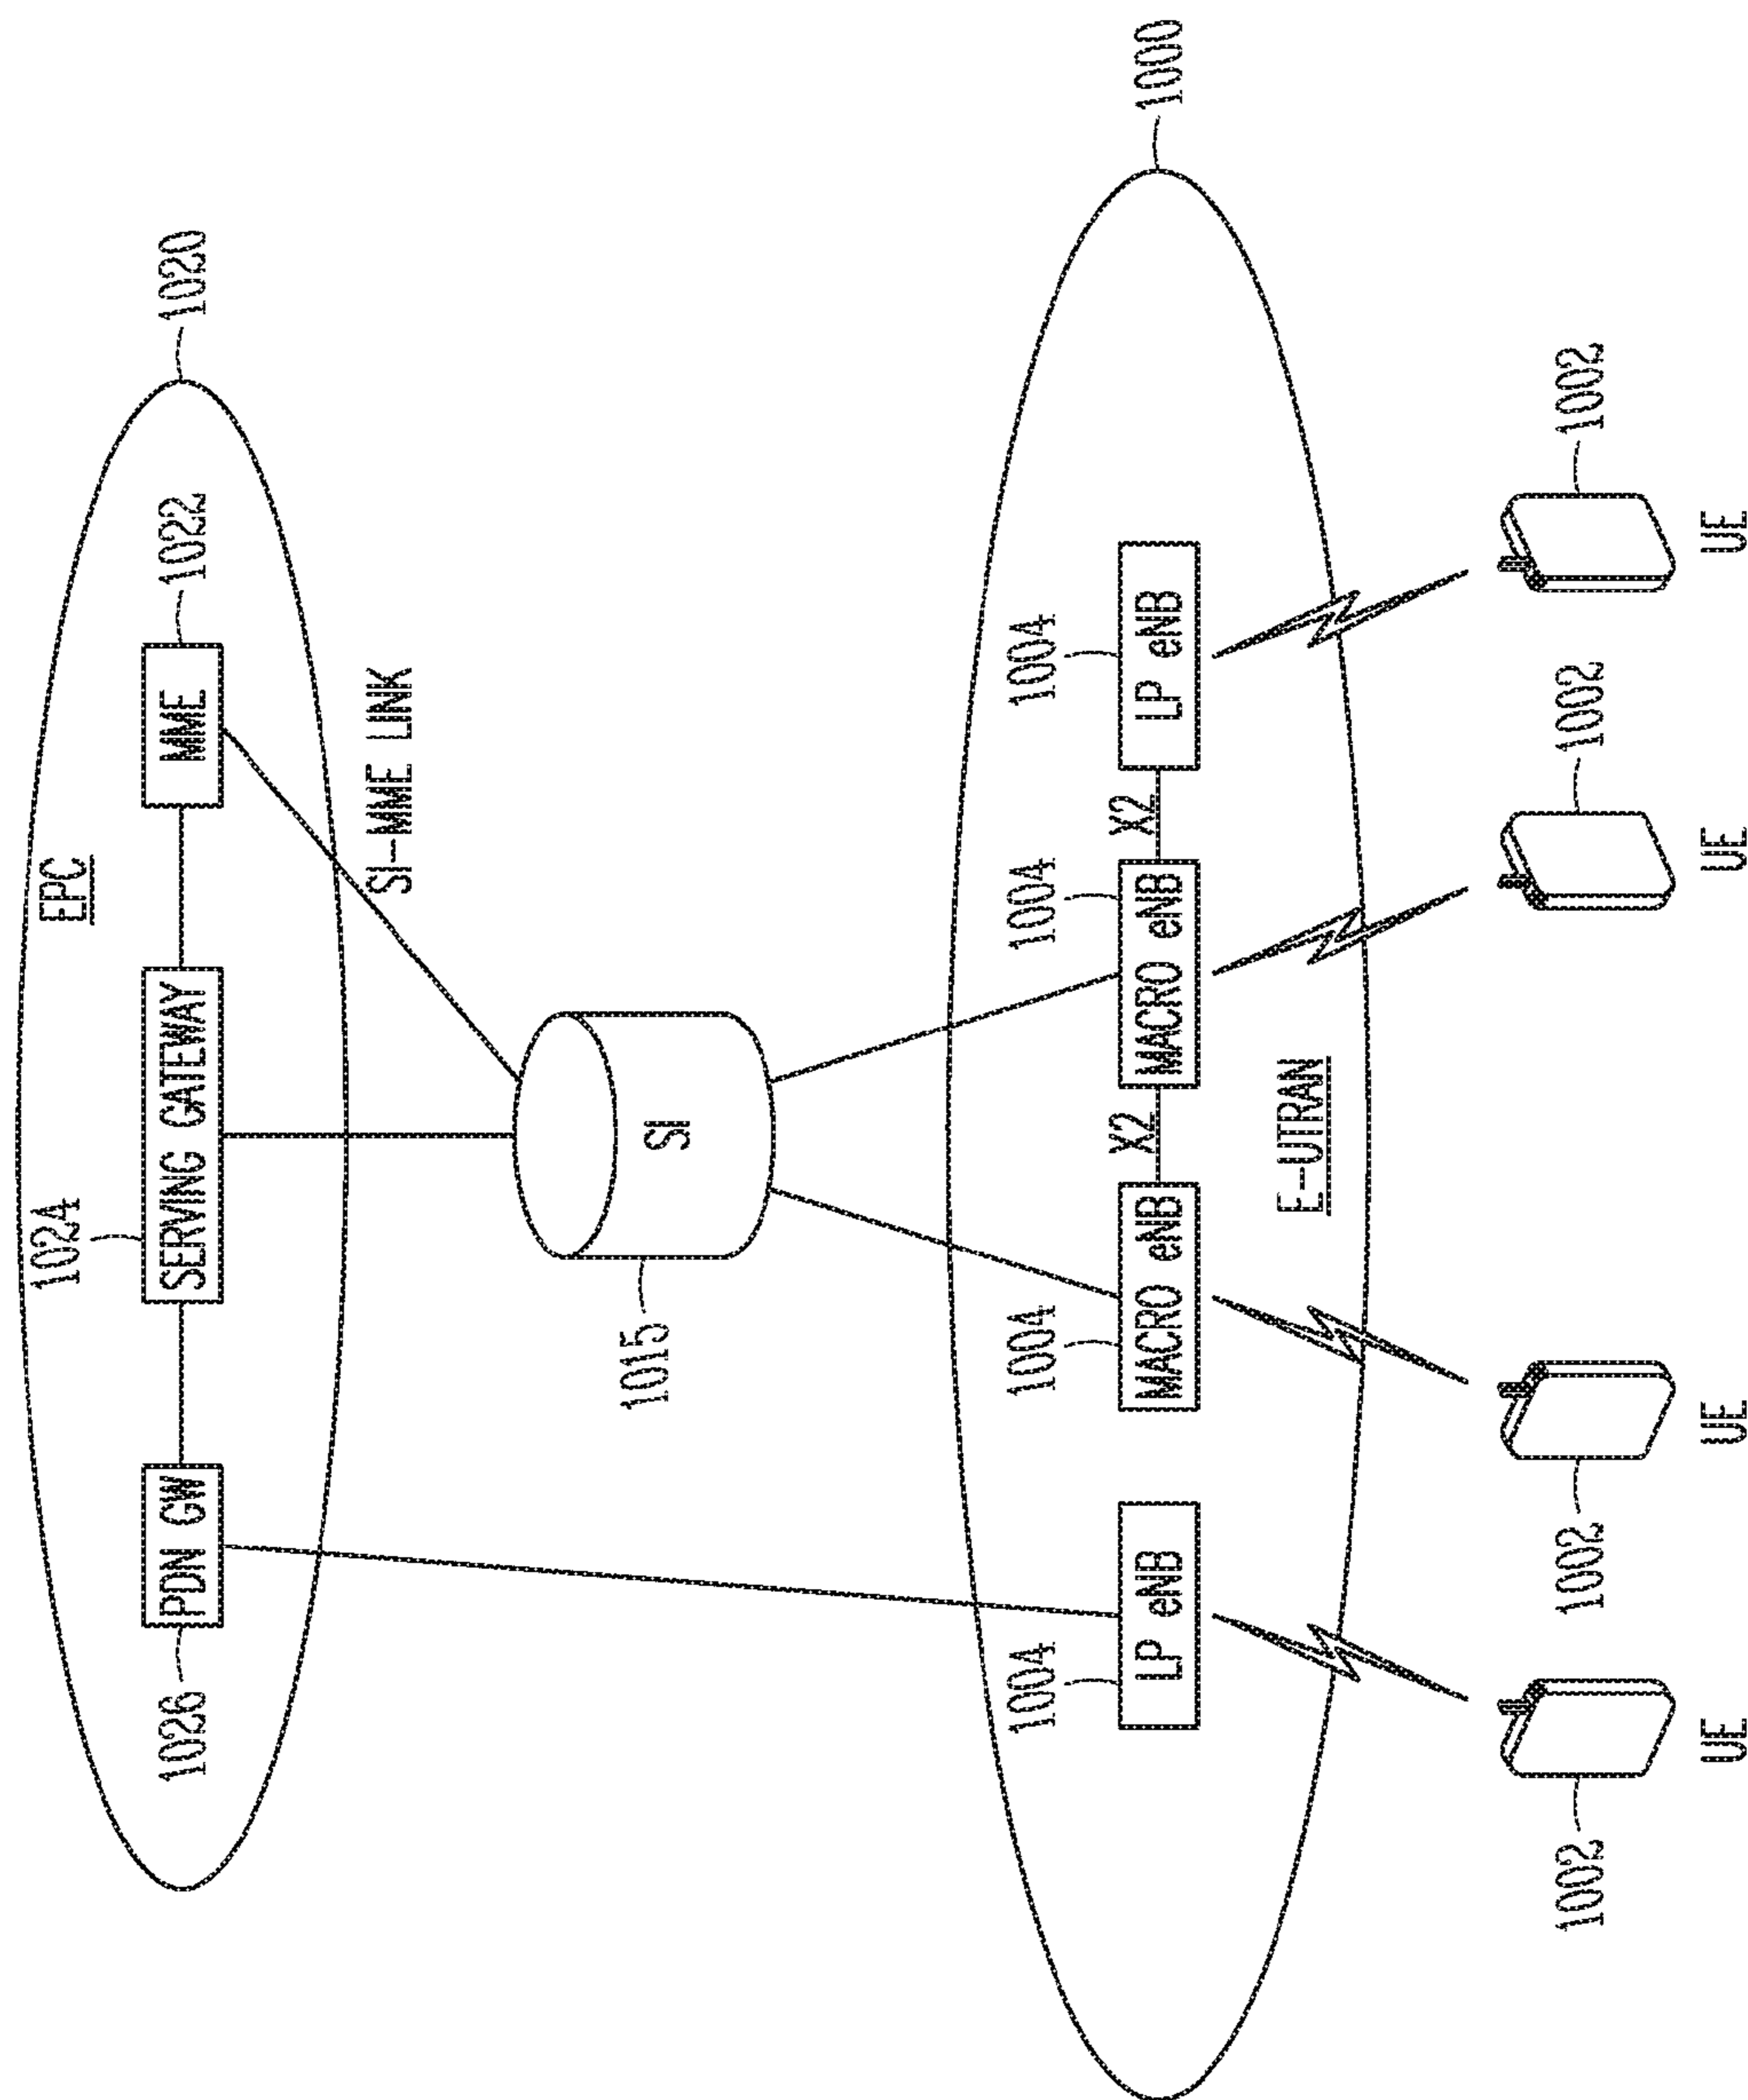 1024
EPC
1026
PDN GW
SERVING GATEWAY
MME
1022
1020
SI-MME LINK
1015
SI
1004
1004
1004
1004
LP eNB
MACRO eNB
X2
MACRO eNB
X2
LP eNB
1000
E-UTRAN
1002
1002
1002
1002
UE
UE
UE
UE